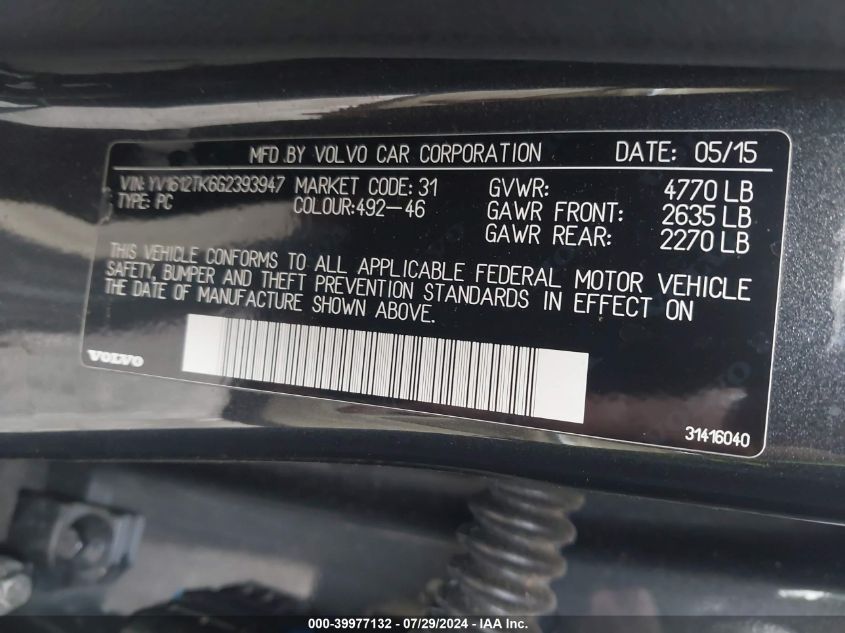 MFD.BY VOLVO CAR CORPORATION DATE: 05/15
VIN: YV1612TK6G2393947 MARKET CODE: 31 GVWR: 4770 LB
TYPE: PC COLOUR:492-46 GAWR FRONT: 2635 LB
GAWR REAR: 2270 LB
THIS VEHICLE CONFORMS TO ALL APPLICABLE FEDERAL MOTOR VEHICLE
SAFETY, BUMPER AND THEFT PREVENTION STANDARDS IN EFFECT ON
THE DATE OF MANUFACTURE SHOWN ABOVE.
VOLVO
31416040
000-39977132 - 07/29/2024 - IAA Inc.